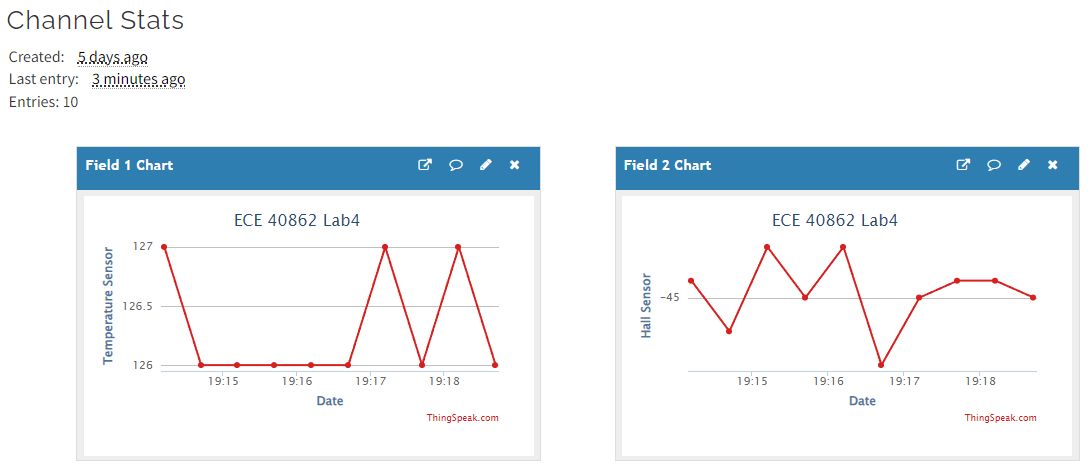 Channel Stats
Created: 5 days ago
Last entry: 3 minutes ago
Entries: 10
Field 1 Chart
ECE 40862 Lab4
Temperature Sensor
127
126.5
126
19:15 19:16 19:17 19:18
Date
ThingSpeak.com
Field 2 Chart
ECE 40862 Lab4
Hall Sensor
-45
19:15 19:16 19:17 19:18
Date
ThingSpeak.com